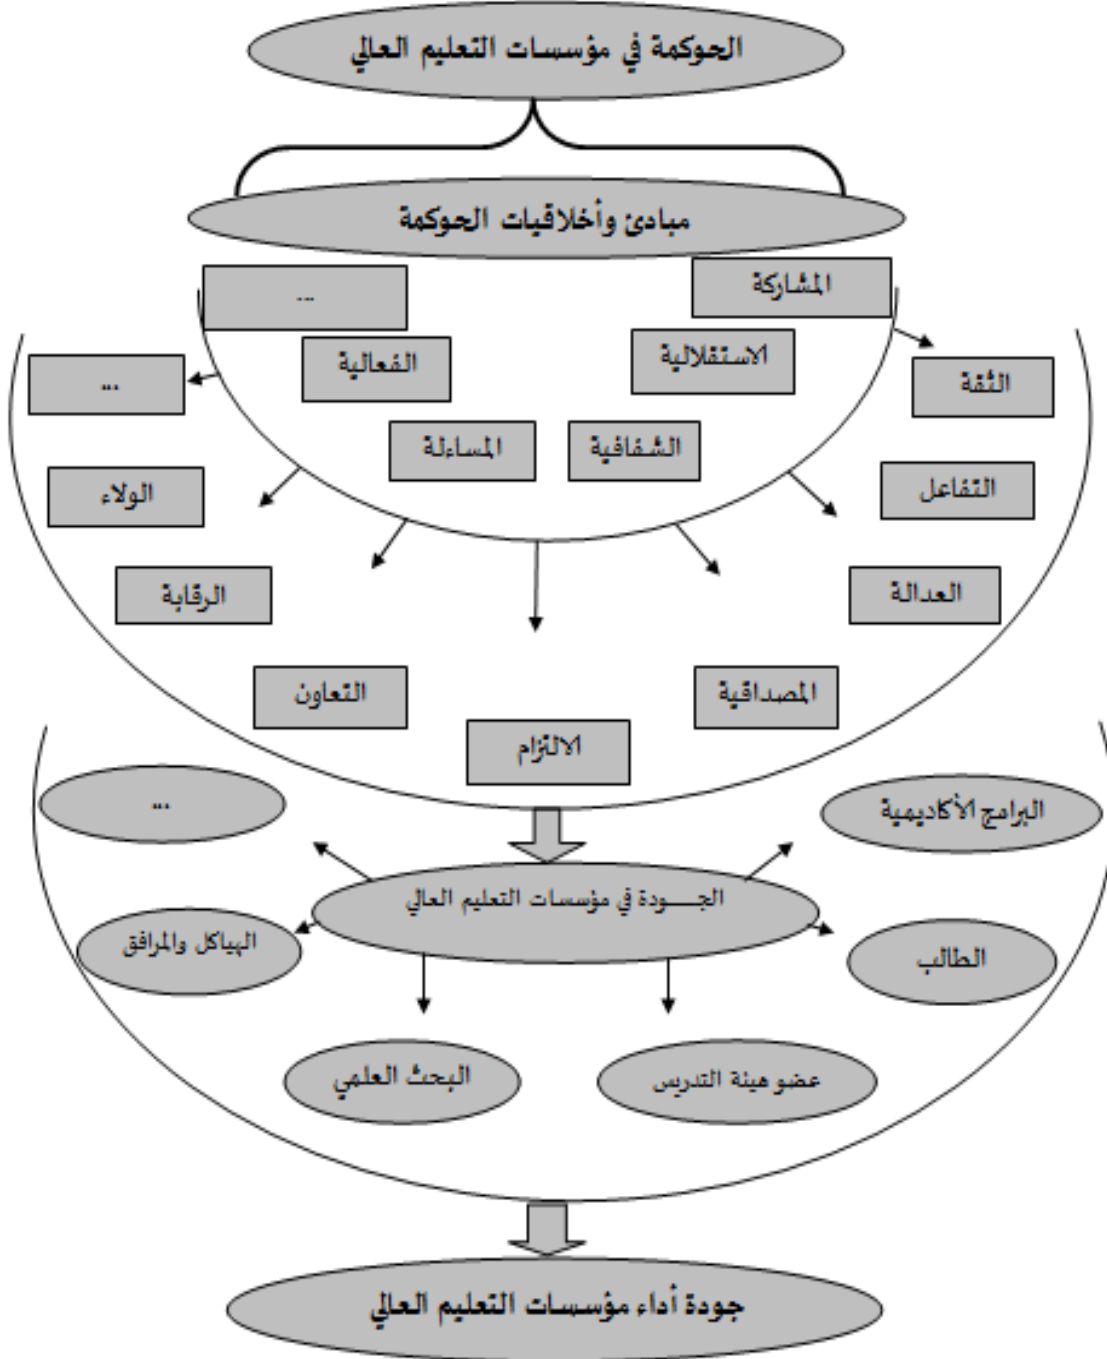 الحوكمة في مؤسسات التعليم العالي
مبادئ وأخلاقيات الحوكمة
المشاركة
...
الاستقلالية
الفعالية
الشفافية
المساءلة
الثقة
...
التفاعل
الولاء
العدالة
الرقابة
المصداقية
التعاون
الالتزام
البرامج الأكاديمية
...
الجـــــودة في مؤسسات التعليم العالي
الطالب
الهياكل والمرافق
عضو هيئة التدريس
البحث العلمي
جودة أداء مؤسسات التعليم العالي